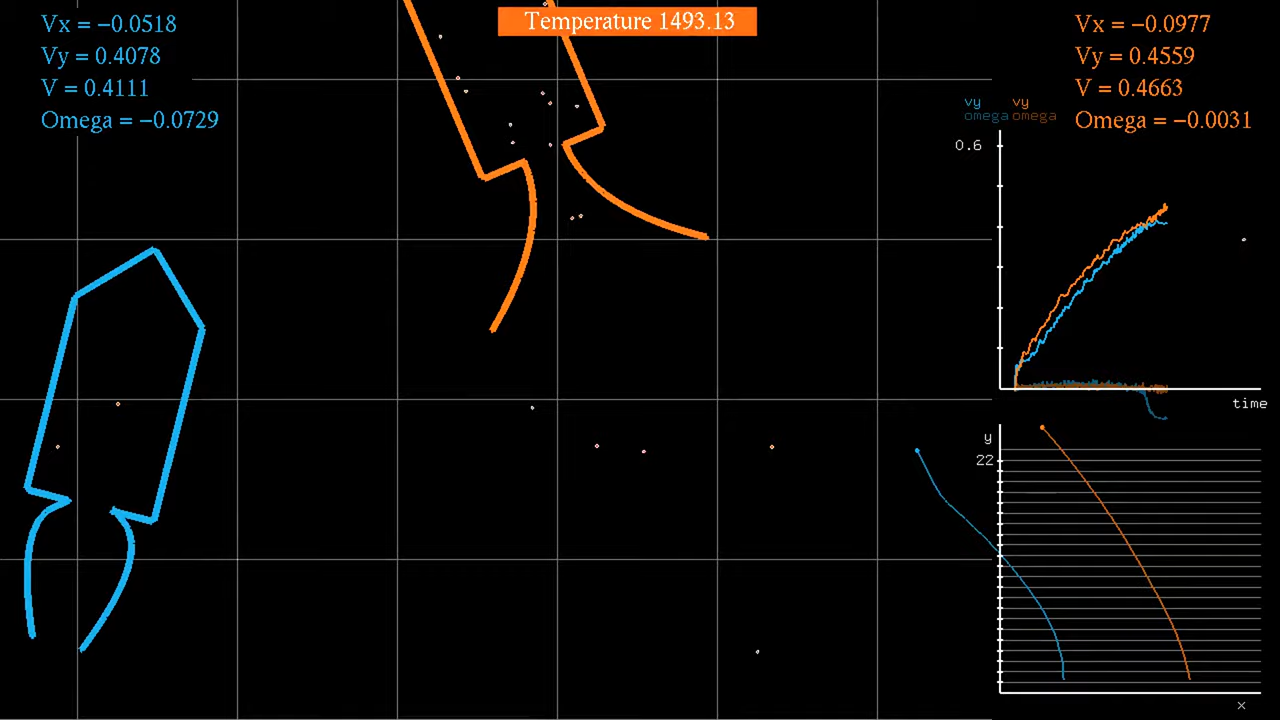 Vx = −0.0518
Vy = 0.4078
V = 0.4111
Omega = −0.0729
Temperature 1493.13
Vx = −0.0977
Vy = 0.4559
V = 0.4663
Omega = −0.0031
vy vy
omega omega
0.6
time
y
22
x